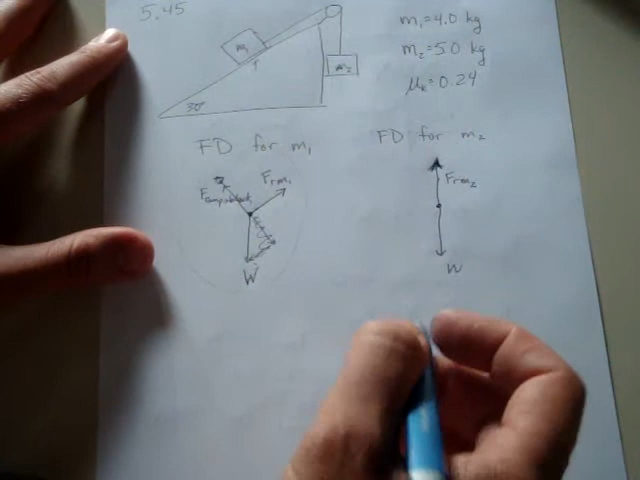 5.45
m₁ = 4.0 kg
m₂ = 5.0 kg
μₖ = 0.24
m₁
m₂
30°
FD for m₁
FD for m₂
F
Frm₁
W
Frm₂
W